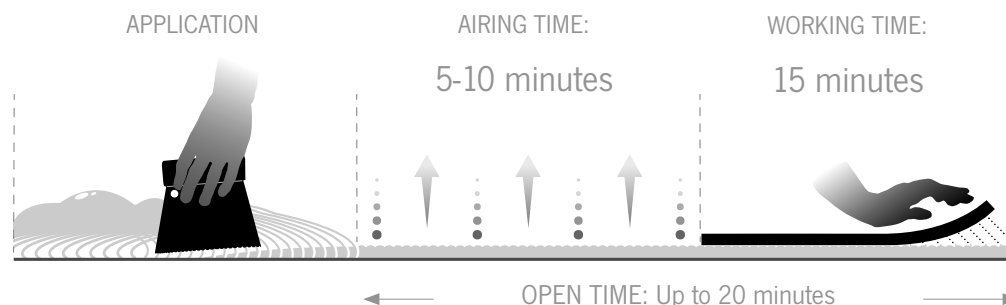 APPLICATION
AIRING TIME:
5-10 minutes
WORKING TIME:
15 minutes
OPEN TIME: Up to 20 minutes